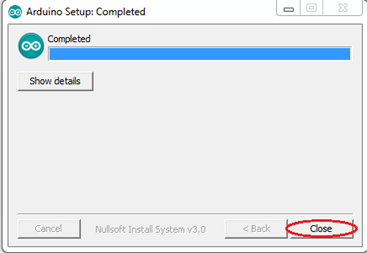 Arduino Setup: Completed
Completed
Show details
Cancel
Nullsoft Install System v3.0
< Back
Close